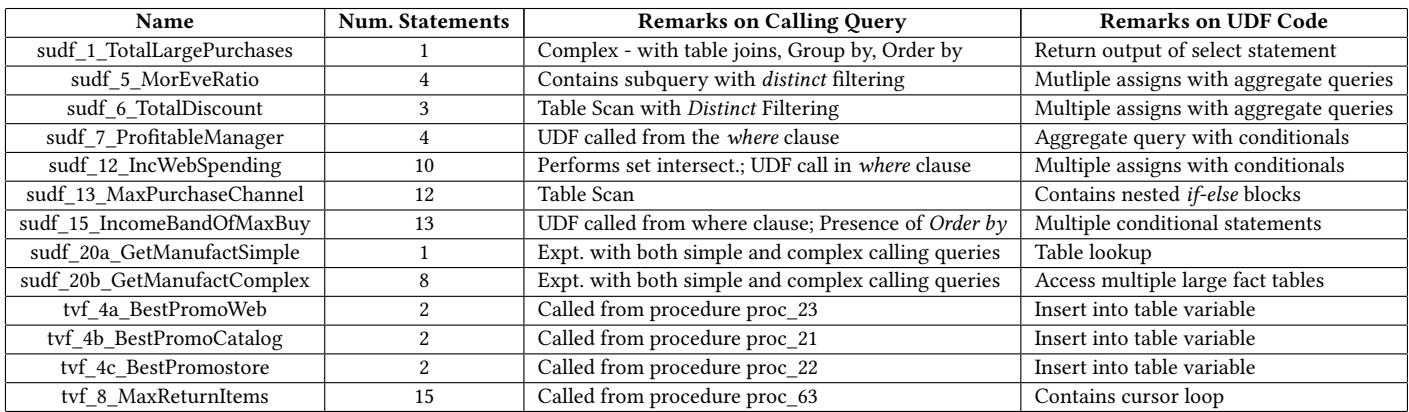 Name Num. Statements Remarks on Calling Query Remarks on UDF Code
sudf_1_TotalLargePurchases 1 Complex - with table joins, Group by, Order by Return output of select statement
sudf_5_MorEveRatio 4 Contains subquery with distinct filtering Mutliple assigns with aggregate queries
sudf_6_TotalDiscount 3 Table Scan with Distinct Filtering Multiple assigns with aggregate queries
sudf_7_ProfitableManager 4 UDF called from the where clause Aggregate query with conditionals
sudf_12_IncWebSpending 10 Performs set intersect.; UDF call in where clause Multiple assigns with conditionals
sudf_13_MaxPurchaseChannel 12 Table Scan Contains nested if-else blocks
sudf_15_IncomeBandOfMaxBuy 13 UDF called from where clause; Presence of Order by Multiple conditional statements
sudf_20a_GetManufactSimple 1 Expt. with both simple and complex calling queries Table lookup
sudf_20b_GetManufactComplex 8 Expt. with both simple and complex calling queries Access multiple large fact tables
tvf_4a_BestPromoWeb 2 Called from procedure proc_23 Insert into table variable
tvf_4b_BestPromoCatalog 2 Called from procedure proc_21 Insert into table variable
tvf_4c_BestPromostore 2 Called from procedure proc_22 Insert into table variable
tvf_8_MaxReturnItems 15 Called from procedure proc_63 Contains cursor loop